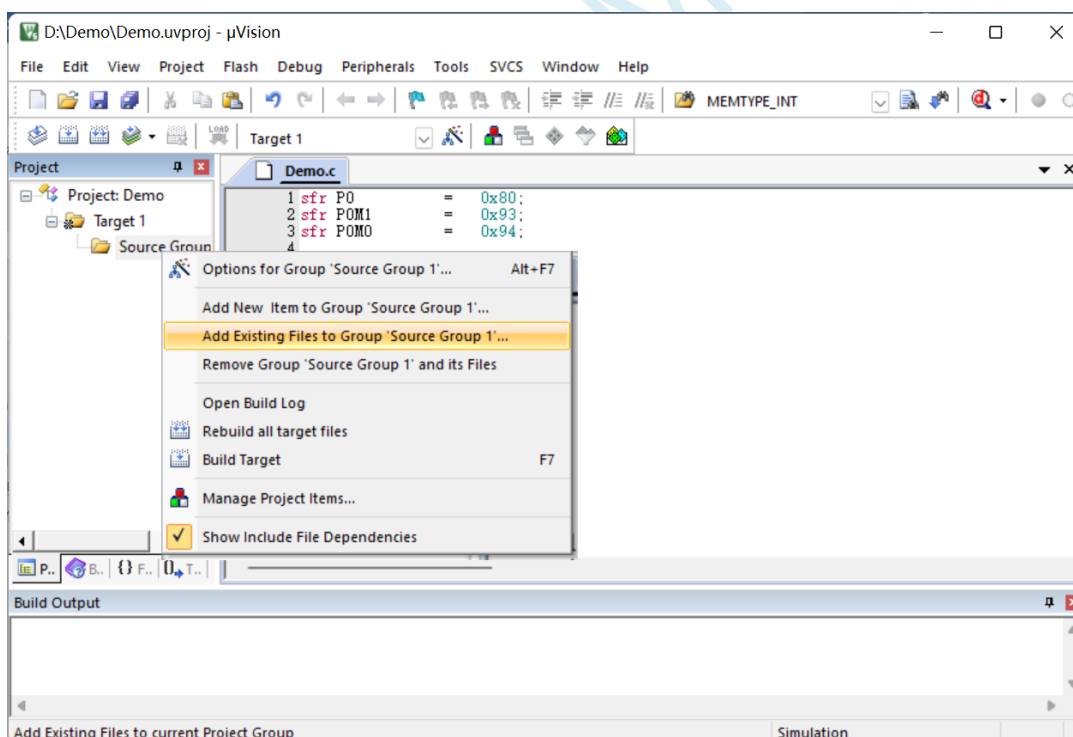 D:\Demo\Demo.uvproj - µVision
File Edit View Project Flash Debug Peripherals Tools SVCS Window Help
MEMTYPE_INT
LOAD Target 1
Project
Demo.c
Project: Demo
Target 1
Source Group
1 sfr P0 = 0x80;
2 sfr P0M1 = 0x93;
3 sfr P0M0 = 0x94;
4
Options for Group 'Source Group 1'... Alt+F7
Add New Item to Group 'Source Group 1'...
Add Existing Files to Group 'Source Group 1'...
Remove Group 'Source Group 1' and its Files
Open Build Log
Rebuild all target files
Build Target F7
Manage Project Items...
Show Include File Dependencies
P.. B.. {} F.. 0 T..
Build Output
Add Existing Files to current Project Group Simulation